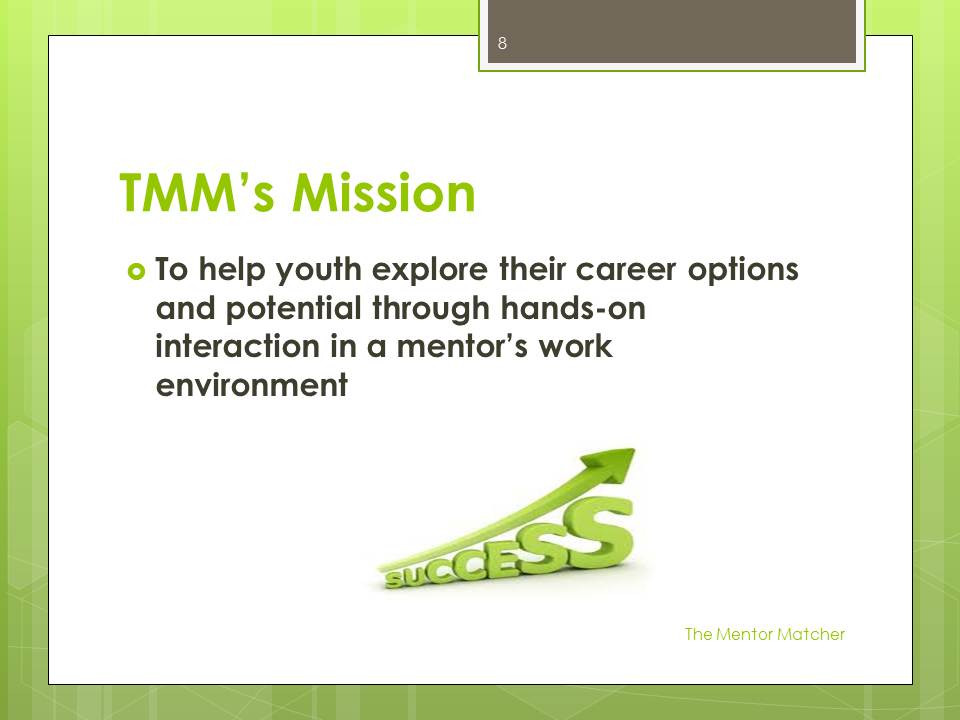 8
TMM’s Mission
To help youth explore their career options
and potential through hands-on
interaction in a mentor’s work
environment
SUCCESS
The Mentor Matcher